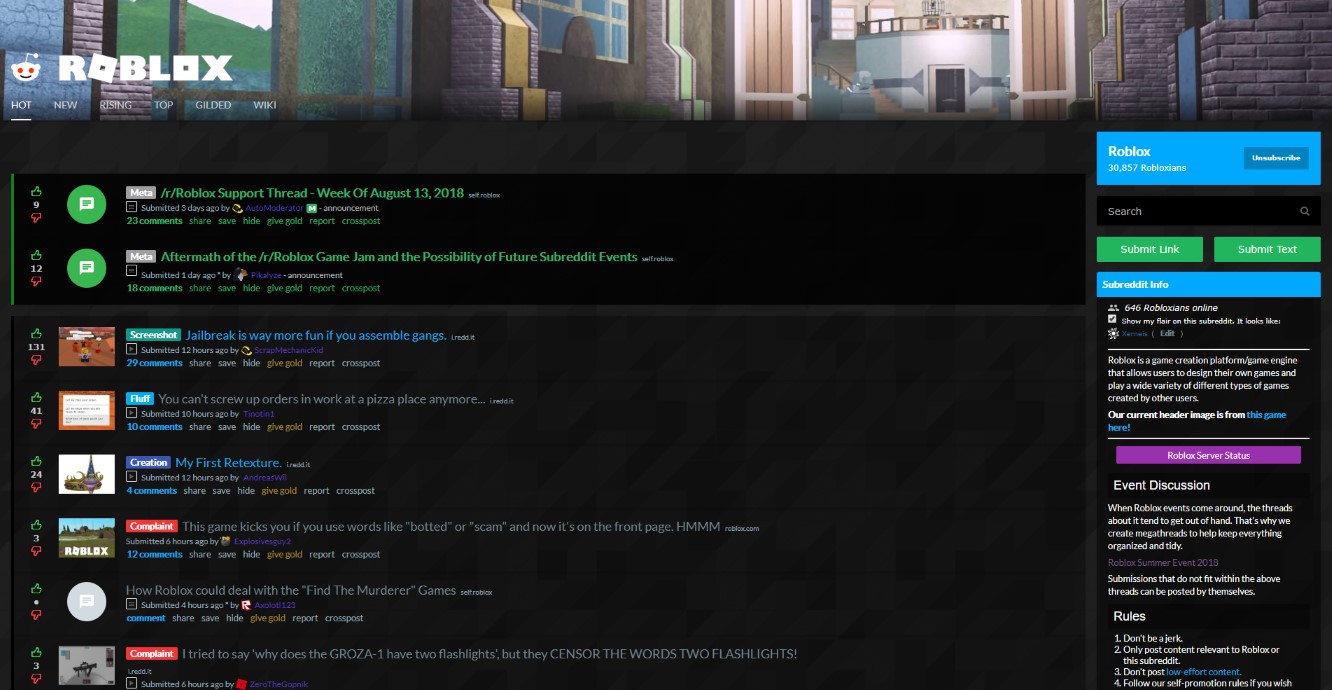 ROBLOX
HOT NEW RISING TOP GILDED WIKI
Roblox
30,857 Robloxians
Unsubscribe
Search
Submit Link Submit Text
9
Meta /r/Roblox Support Thread - Week Of August 13, 2018 self.roblox
Submitted 3 days ago by AutoModerator M - announcement
23 comments share save hide give gold report crosspost
12
Meta Aftermath of the /r/Roblox Game Jam and the Possibility of Future Subreddit Events self.roblox
Submitted 1 day ago * by Pikalyze - announcement
18 comments share save hide give gold report crosspost
131
Screenshot Jailbreak is way more fun if you assemble gangs. i.redd.it
Submitted 12 hours ago by ScrapMechanicKid
29 comments share save hide give gold report crosspost
41
Fluff You can't screw up orders in work at a pizza place anymore... i.redd.it
Submitted 10 hours ago by Tinotin1
10 comments share save hide give gold report crosspost
24
Creation My First Retexture. i.redd.it
Submitted 12 hours ago by AndreasWil
4 comments share save hide give gold report crosspost
3
ROBLOX
Complaint This game kicks you if you use words like "botted" or "scam" and now it's on the front page. HMMM roblox.com
Submitted 6 hours ago by Explosivesguy2
12 comments share save hide give gold report crosspost
•
How Roblox could deal with the "Find The Murderer" Games self.roblox
Submitted 4 hours ago * by Axolotl123
comment share save hide give gold report crosspost
3
Complaint I tried to say 'why does the GROZA-1 have two flashlights', but they CENSOR THE WORDS TWO FLASHLIGHTS!
i.redd.it
Submitted 6 hours ago by ZeroTheGopnik
Subreddit Info
646 Robloxians online
Show my flair on this subreddit. It looks like:
Xerneis ( Edit )
Roblox is a game creation platform/game engine
that allows users to design their own games and
play a wide variety of different types of games
created by other users.
Our current header image is from this game
here!
Roblox Server Status
Event Discussion
When Roblox events come around, the threads
about it tend to get out of hand. That's why we
create megathreads to help keep everything
organized and tidy.
Roblox Summer Event 2018
Submissions that do not fit within the above
threads can be posted by themselves.
Rules
1. Don't be a jerk.
2. Only post content relevant to Roblox or
this subreddit.
3. Don't post low-effort content.
4. Follow our self-promotion rules if you wish